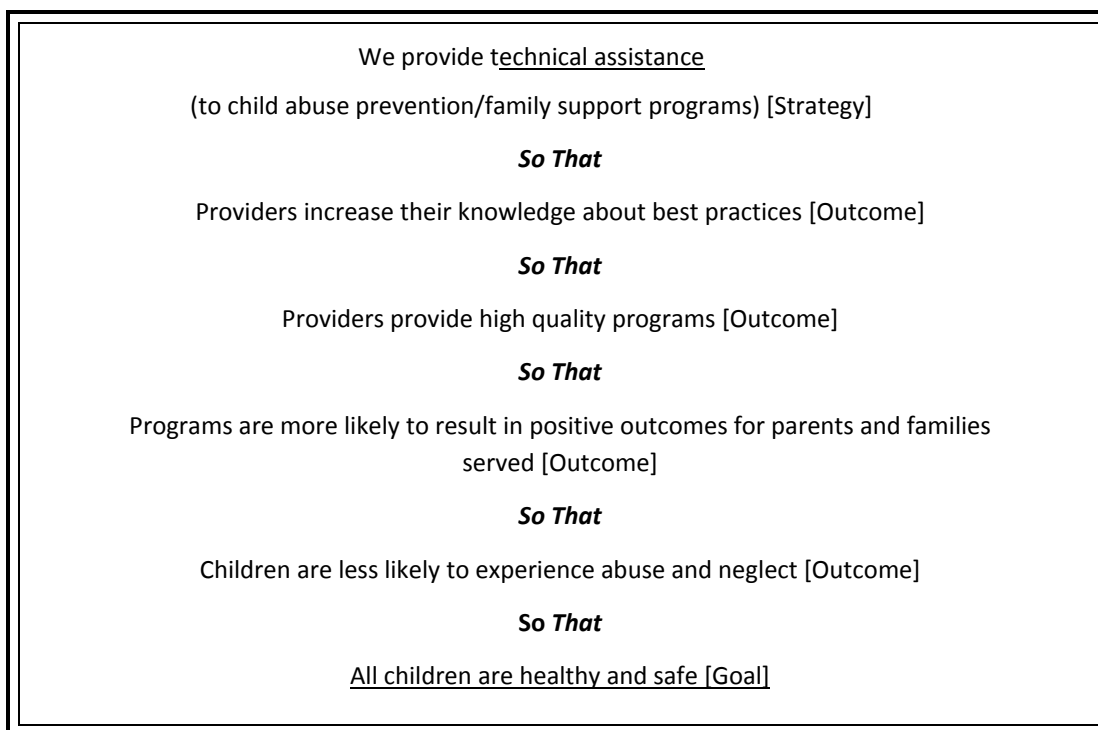 We provide technical assistance
(to child abuse prevention/family support programs) [Strategy]
So That
Providers increase their knowledge about best practices [Outcome]
So That
Providers provide high quality programs [Outcome]
So That
Programs are more likely to result in positive outcomes for parents and families
served [Outcome]
So That
Children are less likely to experience abuse and neglect [Outcome]
So That
All children are healthy and safe [Goal]